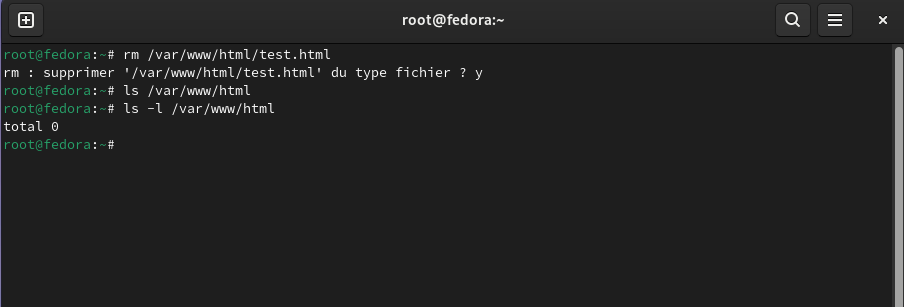 root@fedora:~
root@fedora:~# rm /var/www/html/test.html
rm : supprimer '/var/www/html/test.html' du type fichier ? y
root@fedora:~# ls /var/www/html
root@fedora:~# ls -l /var/www/html
total 0
root@fedora:~#